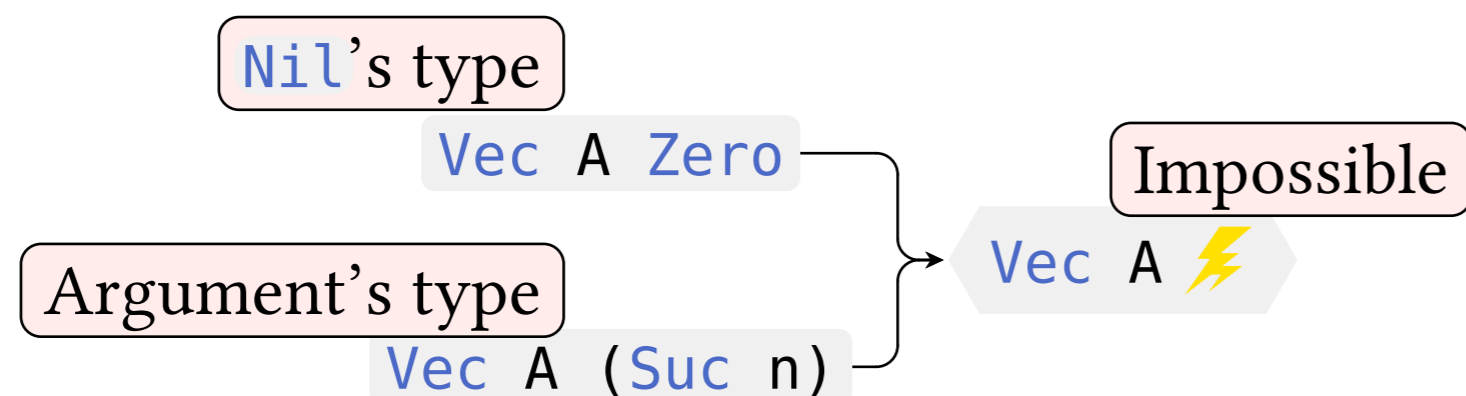 Nil’s type
Vec A Zero
Impossible
Vec A
Argument’s type
Vec A (Suc n)